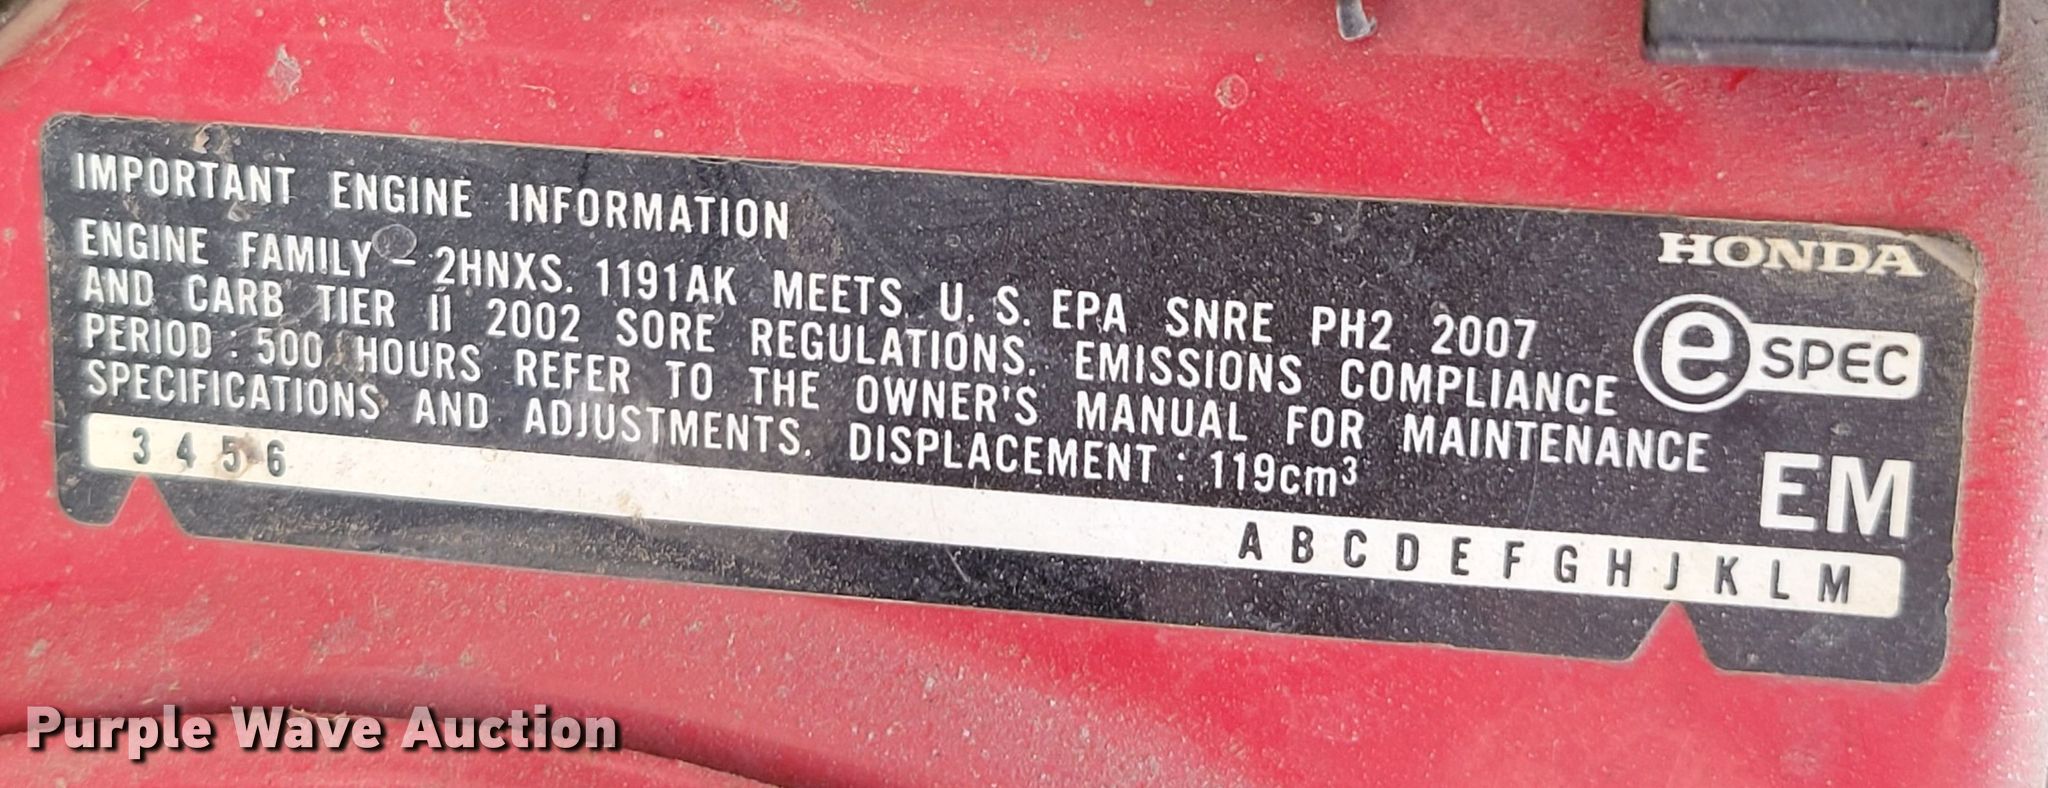 IMPORTANT ENGINE INFORMATION
ENGINE FAMILY - 2HNXS. 1191AK MEETS U. S. EPA SNRE PH2 2007
AND CARB TIER II 2002 SORE REGULATIONS. EMISSIONS COMPLIANCE
PERIOD : 500 HOURS REFER TO THE OWNER'S MANUAL FOR MAINTENANCE
SPECIFICATIONS AND ADJUSTMENTS. DISPLACEMENT : 119cm³
HONDA
e SPEC
EM
3 4 5 6
A B C D E F G H J K L M
Purple Wave Auction